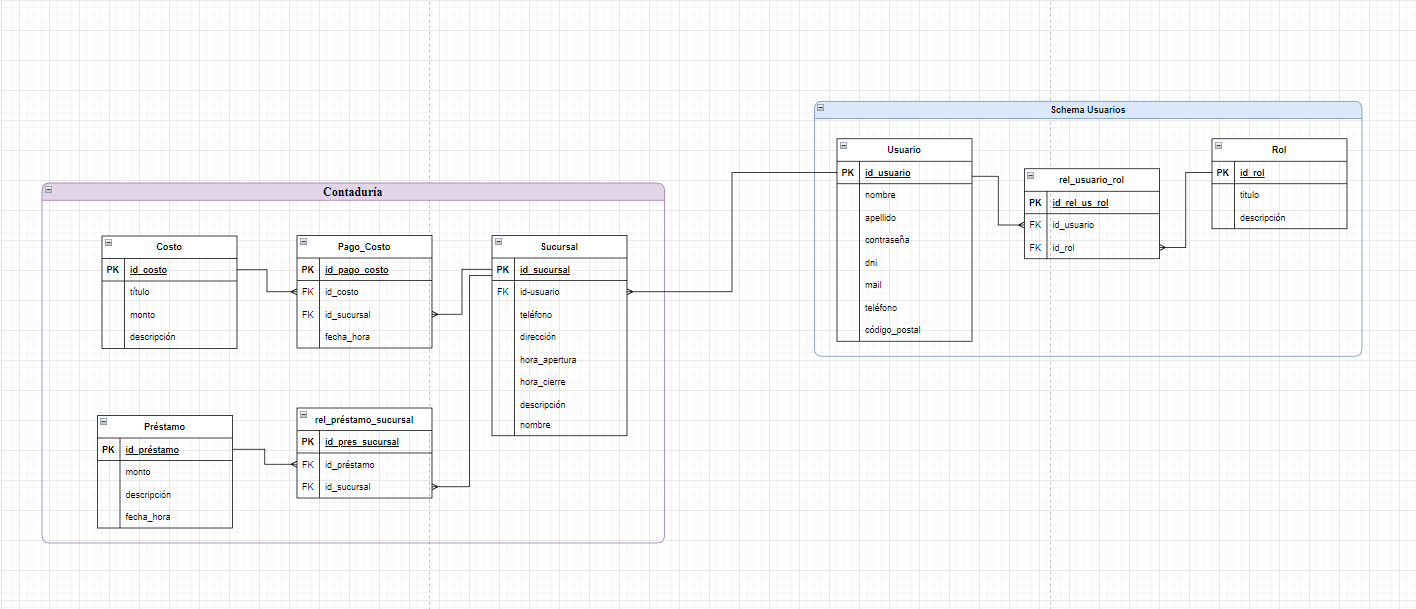 Schema Usuarios
Usuario
PK id_usuario
nombre
apellido
contraseña
dni
mail
teléfono
código_postal
rel_usuario_rol
PK id_rel_us_rol
FK id_usuario
FK id_rol
Rol
PK id_rol
titulo
descripción
Contaduría
Costo
PK id_costo
título
monto
descripción
Pago_Costo
PK id_pago_costo
FK id_costo
FK id_sucursal
fecha_hora
Sucursal
PK id_sucursal
FK id-usuario
teléfono
dirección
hora_apertura
hora_cierre
descripción
nombre
Préstamo
PK id_préstamo
monto
descripción
fecha_hora
rel_préstamo_sucursal
PK id_pres_sucursal
FK id_préstamo
FK id_sucursal